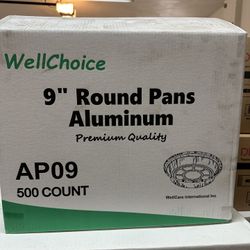 WellChoice
9" Round Pans
Aluminum
Premium Quality
AP09
500 COUNT
WellCare International Inc.